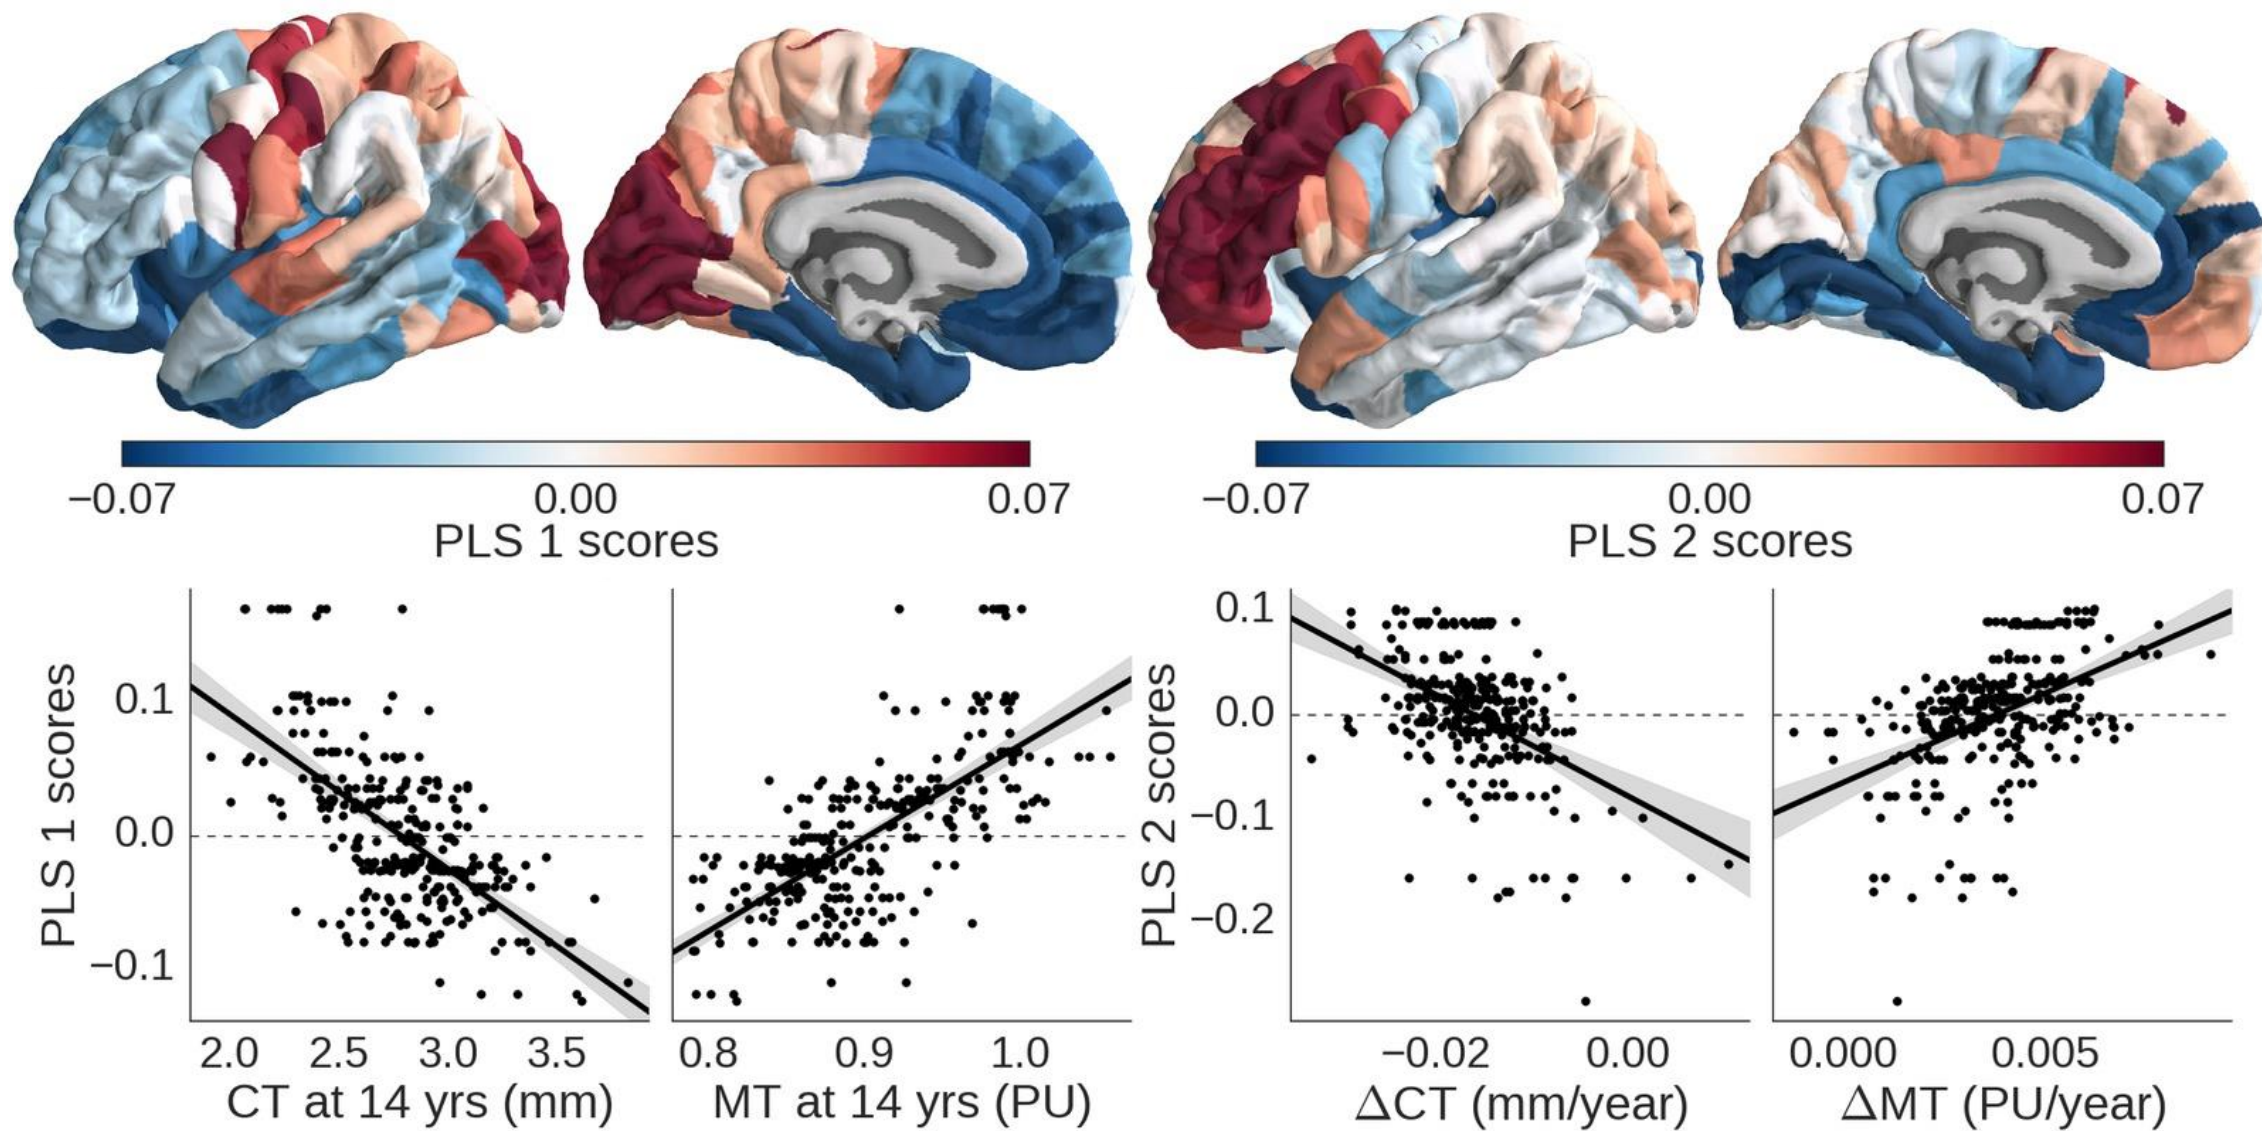 −0.07 0.00 0.07
PLS 1 scores
−0.07 0.00 0.07
PLS 2 scores
PLS 1 scores
0.1
0.0
−0.1
2.0 2.5 3.0 3.5
CT at 14 yrs (mm)
0.8 0.9 1.0
MT at 14 yrs (PU)
PLS 2 scores
0.1
0.0
−0.1
−0.2
−0.02 0.00
ΔCT (mm/year)
0.000 0.005
ΔMT (PU/year)